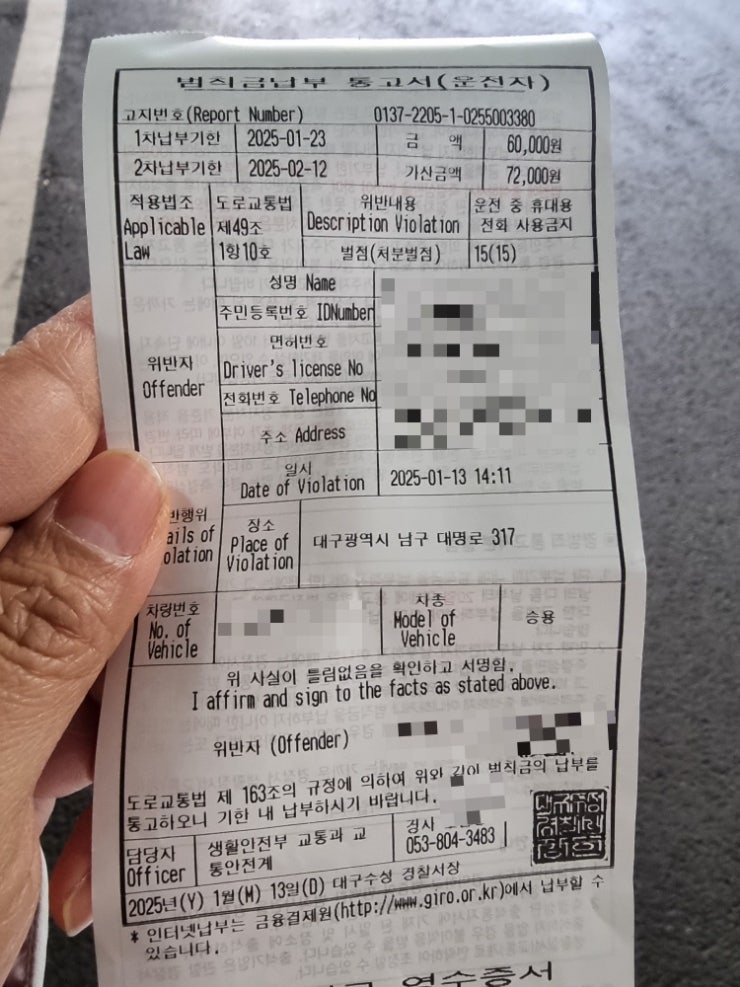 범칙금납부 통고서(운전자)
고지번호(Report Number) 0137-2205-1-0255003380
1차납부기한 2025-01-23 금 액 60,000원
2차납부기한 2025-02-12 가산금액 72,000원
적용법조 Applicable Law
도로교통법 제49조 1항10호
위반내용 Description Violation
운전 중 휴대용 전화 사용금지
벌점(처분벌점) 15(15)
위반자 Offender
성명 Name
주민등록번호 IDNumber
면허번호
Driver's license No
전화번호 Telephone No
주소 Address
반행위
ails of
olation
일시
Date of Violation 2025-01-13 14:11
장소
Place of
Violation
대구광역시 남구 대명로 317
차량번호
No. of
Vehicle
차종
Model of
Vehicle
승용
위 사실이 틀림없음을 확인하고 서명함.
I affirm and sign to the facts as stated above.
위반자 (Offender)
도로교통법 제 163조의 규정에 의하여 위와 같이 범칙금의 납부를
통고하오니 기한 내 납부하시기 바랍니다.
담당자
Officer
생활안전부 교통과 교
통안전계
경사
053-804-3483
2025년(Y) 1월(M) 13일(D) 대구수성 경찰서장
* 인터넷납부는 금융결제원(http://www.giro.or.kr)에서 납부할 수
있습니다.
영수증서